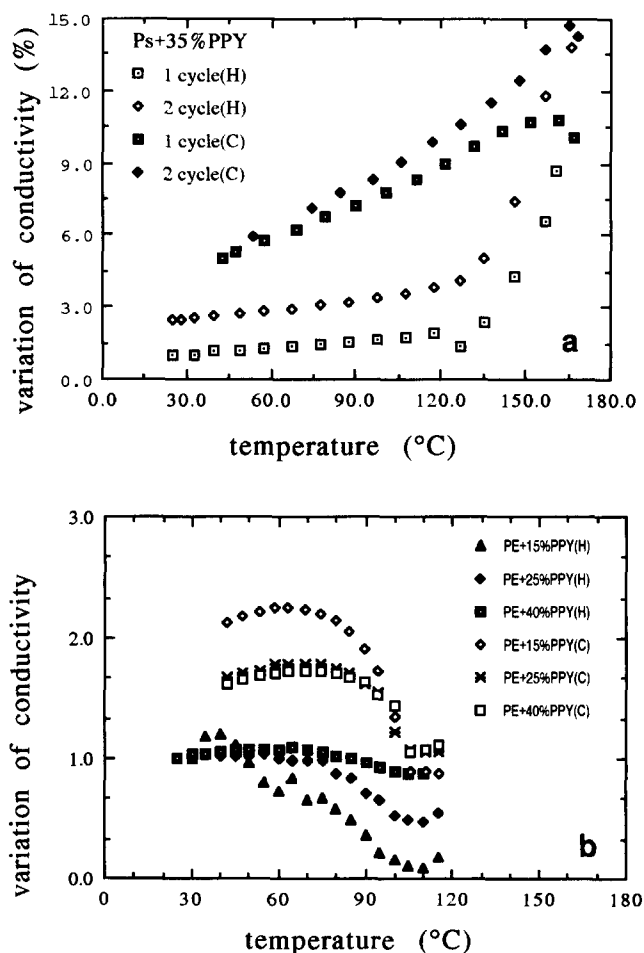 15.0
12.0
9.0
6.0
3.0
0.0
variation of conductivity (%)
Ps+35%PPY
1 cycle(H)
2 cycle(H)
1 cycle(C)
2 cycle(C)
a
0.0
30.0
60.0
90.0
120.0
150.0
180.0
temperature (°C)
3.0
2.0
1.0
0.0
variation of conductivity
PE+15%PPY(H)
PE+25%PPY(H)
PE+40%PPY(H)
PE+15%PPY(C)
PE+25%PPY(C)
PE+40%PPY(C)
b
0
30
60
90
120
150
180
temperature (°C)